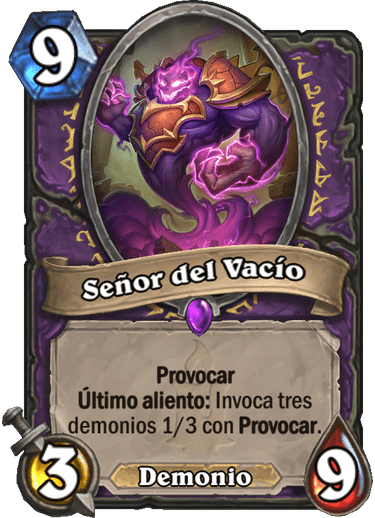 9
Señor del Vacío
Provocar
Último aliento: Invoca tres
demonios 1/3 con Provocar.
3
Demonio
9